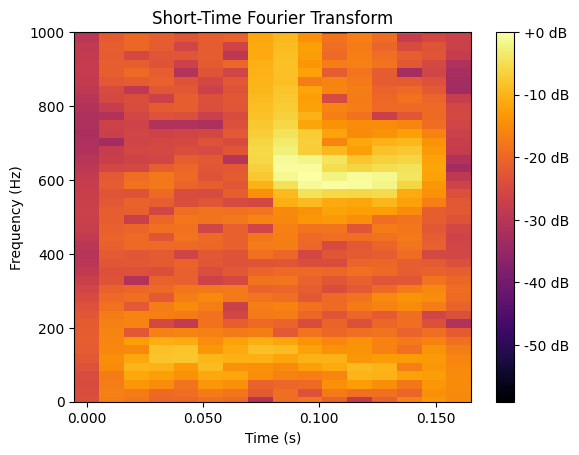 Short-Time Fourier Transform
1000
800
600
400
200
0
Frequency (Hz)
0.000
0.050
0.100
0.150
Time (s)
+0 dB
-10 dB
-20 dB
-30 dB
-40 dB
-50 dB